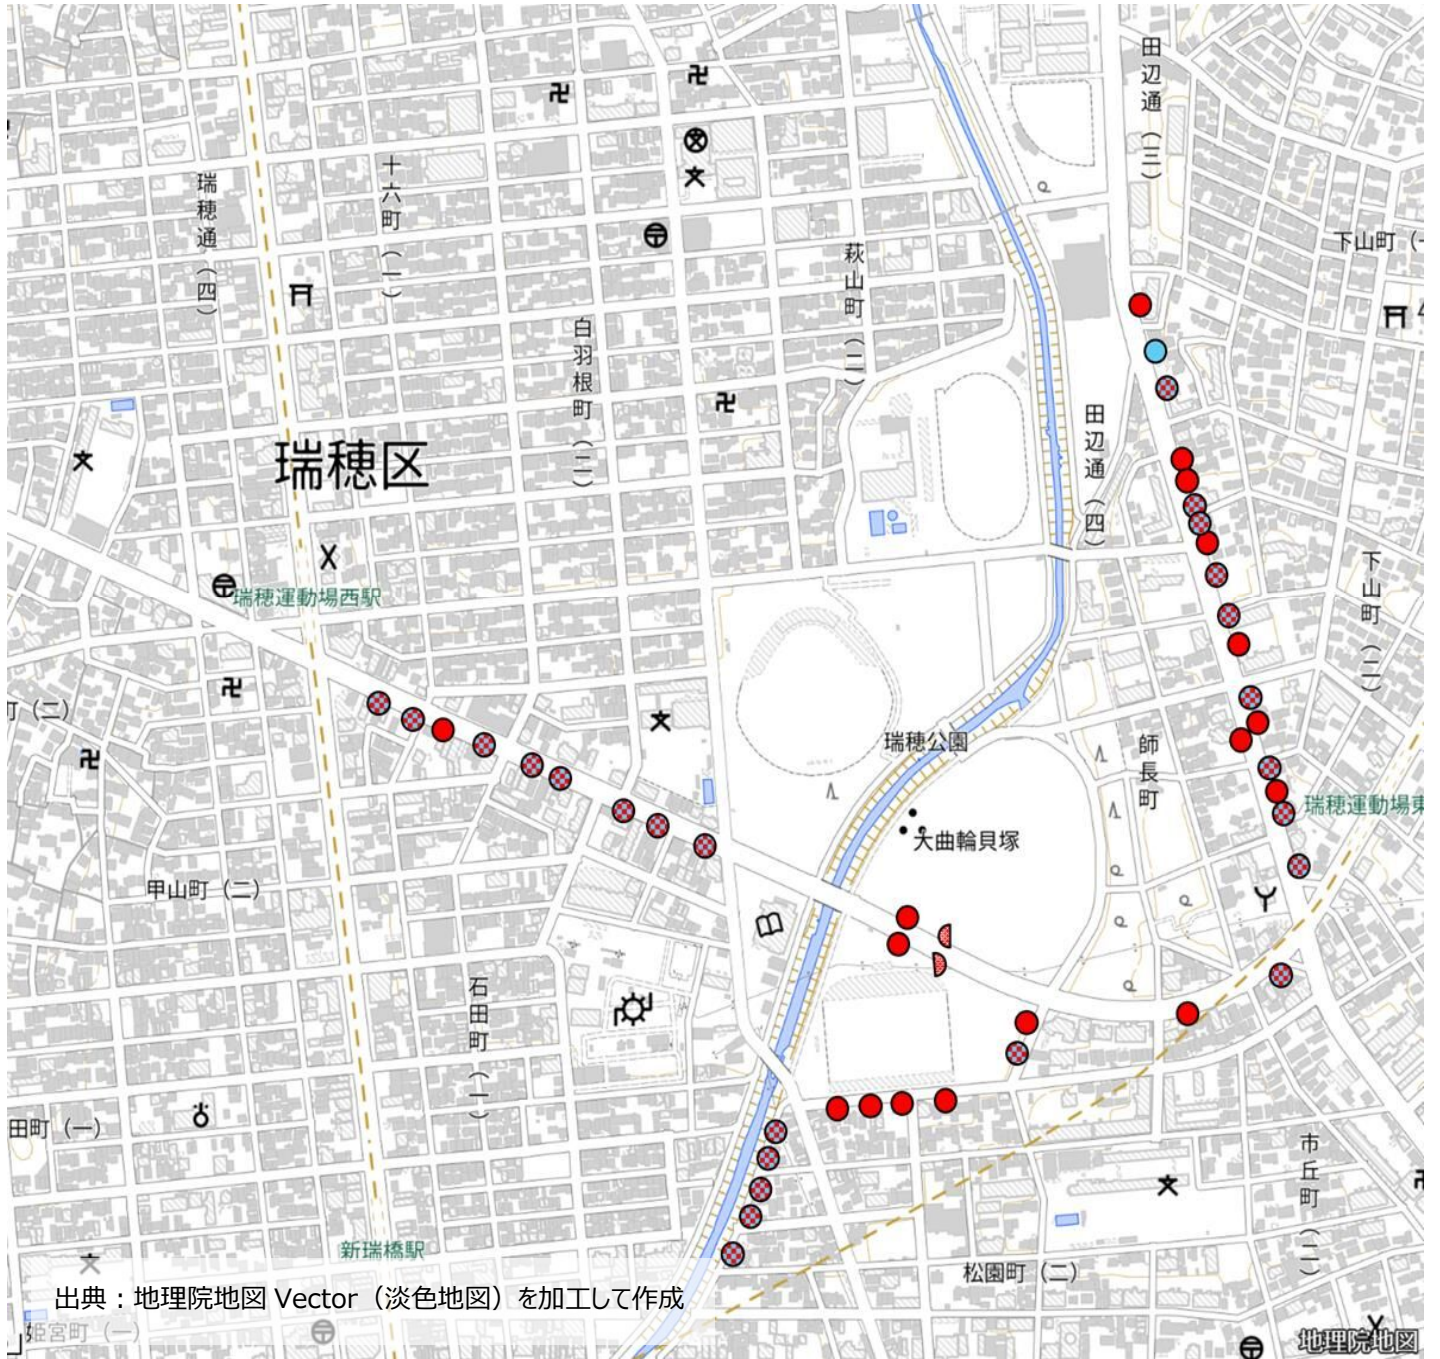 田辺通（三）
十六町（一）
瑞穂通（四）
下山町（一
萩山町（二）
白羽根町（二）
田辺通（四）
瑞穂区
下山町（二）
瑞穂運動場西駅
町（二）
瑞穂公園
師長町
瑞穂運動場東
大曲輪貝塚
甲山町（二）
石田町（一）
田町（一）
市丘町（二）
新瑞橋駅
松園町（二）
出典：地理院地図 Vector（淡色地図）を加工して作成
姫宮町（一）
地理院地図